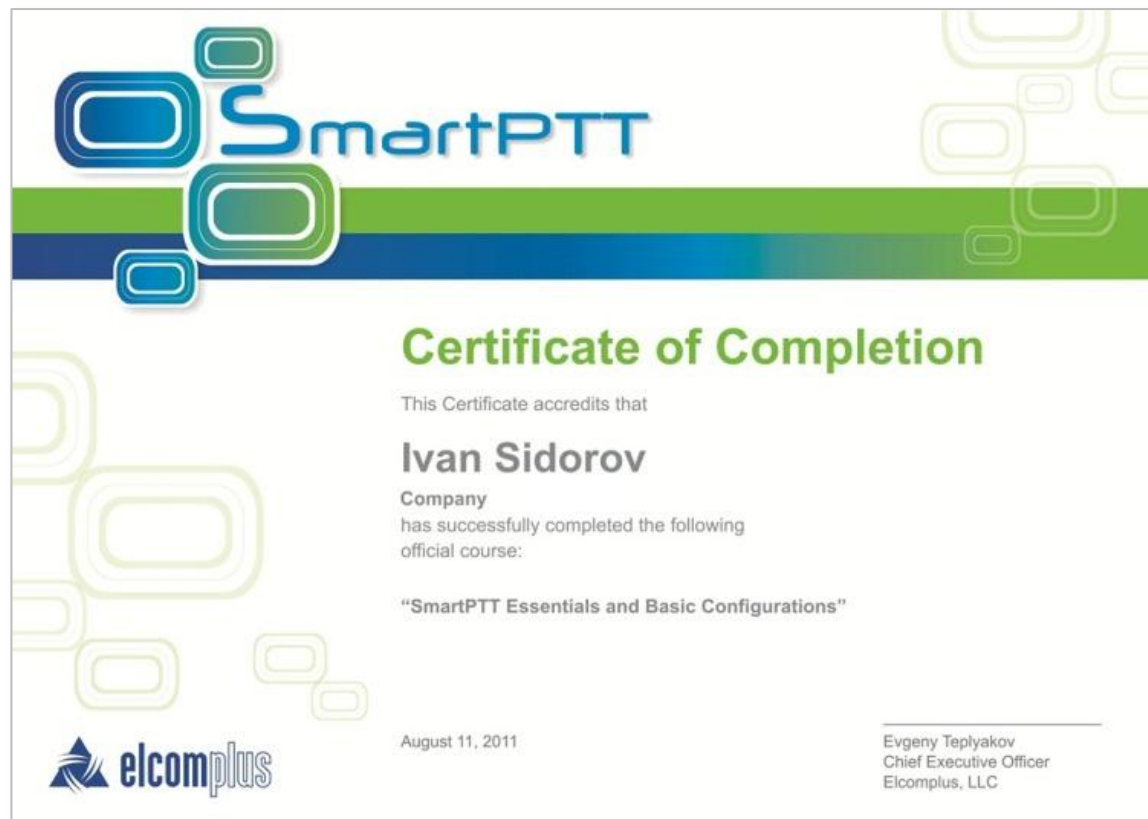 SmartPTT
Certificate of Completion
This Certificate accredits that
Ivan Sidorov
Company
has successfully completed the following
official course:
“SmartPTT Essentials and Basic Configurations”
August 11, 2011
Evgeny Teplyakov
Chief Executive Officer
Elcomplus, LLC
elcomplus